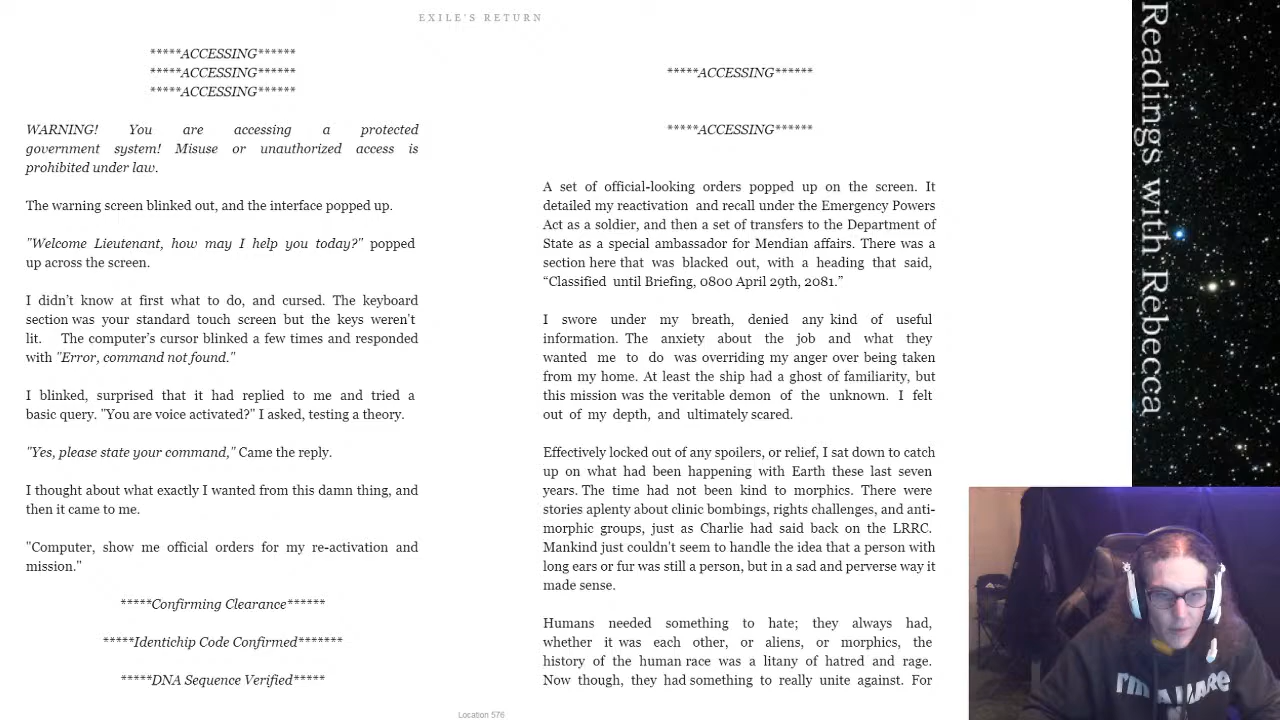 EXILE'S RETURN
*****ACCESSING******
*****ACCESSING******
*****ACCESSING******
WARNING! You are accessing a protected
government system! Misuse or unauthorized access is
prohibited under law.
The warning screen blinked out, and the interface popped up.
"Welcome Lieutenant, how may I help you today?" popped
up across the screen.
I didn't know at first what to do, and cursed. The keyboard
section was your standard touch screen but the keys weren't
lit. The computer's cursor blinked a few times and responded
with "Error, command not found."
I blinked, surprised that it had replied to me and tried a
basic query. "You are voice activated?" I asked, testing a theory.
"Yes, please state your command," Came the reply.
I thought about what exactly I wanted from this damn thing, and
then it came to me.
"Computer, show me official orders for my re-activation and
mission."
*****Confirming Clearance******
*****Identichip Code Confirmed*******
*****DNA Sequence Verified*****
*****ACCESSING******
*****ACCESSING******
A set of official-looking orders popped up on the screen. It
detailed my reactivation and recall under the Emergency Powers
Act as a soldier, and then a set of transfers to the Department of
State as a special ambassador for Mendian affairs. There was a
section here that was blacked out, with a heading that said,
“Classified until Briefing, 0800 April 29th, 2081.”
I swore under my breath, denied any kind of useful
information. The anxiety about the job and what they
wanted me to do was overriding my anger over being taken
from my home. At least the ship had a ghost of familiarity, but
this mission was the veritable demon of the unknown. I felt
out of my depth, and ultimately scared.
Effectively locked out of any spoilers, or relief, I sat down to catch
up on what had been happening with Earth these last seven
years. The time had not been kind to morphics. There were
stories aplenty about clinic bombings, rights challenges, and anti-
morphic groups, just as Charlie had said back on the LRRC.
Mankind just couldn't seem to handle the idea that a person with
long ears or fur was still a person, but in a sad and perverse way it
made sense.
Humans needed something to hate; they always had,
whether it was each other, or aliens, or morphics, the
history of the human race was a litany of hatred and rage.
Now though, they had something to really unite against. For
Location 576
Readings with Rebecca
I'm A